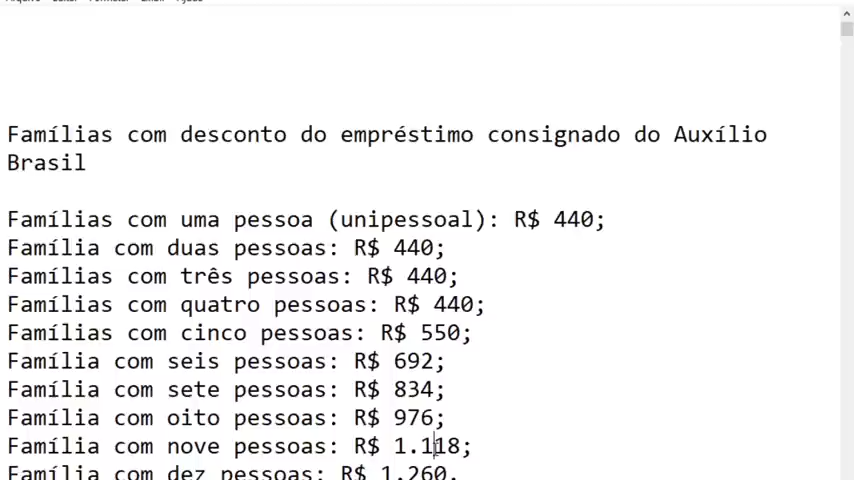 Famílias com desconto do empréstimo consignado do Auxílio
Brasil
Famílias com uma pessoa (unipessoal): R$ 440;
Família com duas pessoas: R$ 440;
Famílias com três pessoas: R$ 440;
Famílias com quatro pessoas: R$ 440;
Famílias com cinco pessoas: R$ 550;
Família com seis pessoas: R$ 692;
Família com sete pessoas: R$ 834;
Família com oito pessoas: R$ 976;
Família com nove pessoas: R$ 1.118;
Família com dez pessoas: R$ 1.260.